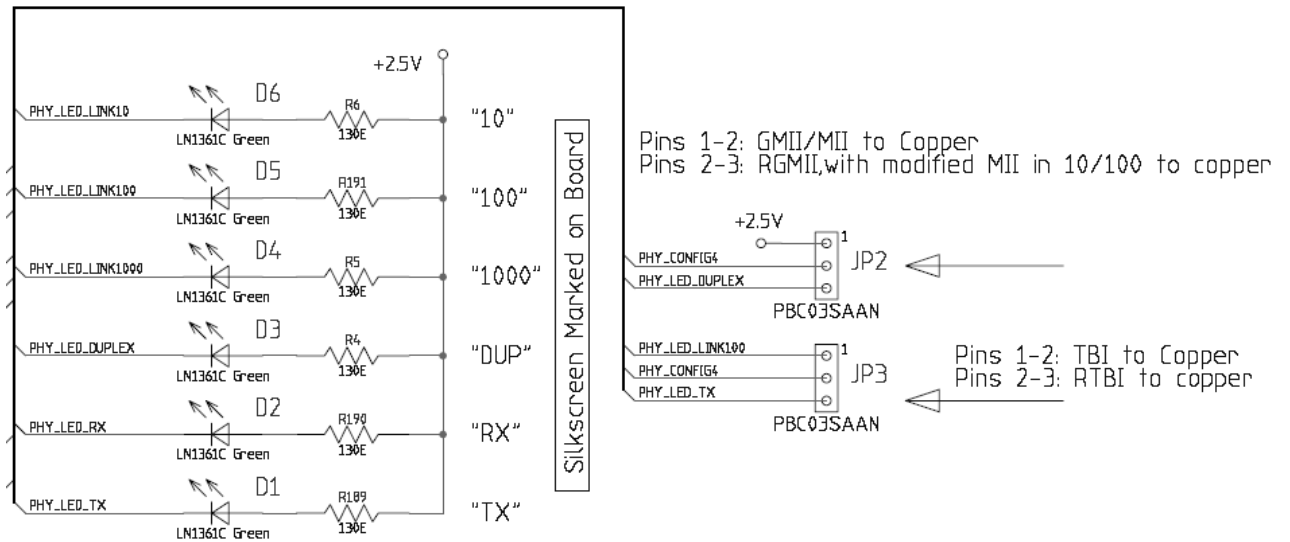 +2.5V
D6
PHY_LED_LINK10
R6
"10"
LN1361C Green
130E
D5
PHY_LED_LINK100
R191
"100"
LN1361C Green
130E
D4
PHY_LED_LINK1000
R5
"1000"
LN1361C Green
130E
D3
PHY_LED_DUPLEX
R4
"DUP"
LN1361C Green
130E
D2
PHY_LED_RX
R190
"RX"
LN1361C Green
130E
D1
PHY_LED_TX
R189
"TX"
LN1361C Green
130E
Silkscreen Marked on Board
Pins 1-2: GMII/MII to Copper
Pins 2-3: RGMII,with modified MII in 10/100 to copper
+2.5V
1
PHY_CONFIG4
JP2
PHY_LED_DUPLEX
PBC03SAAN
PHY_LED_LINK100
1
PHY_CONFIG4
JP3
PHY_LED_TX
PBC03SAAN
Pins 1-2: TBI to Copper
Pins 2-3: RTBI to copper